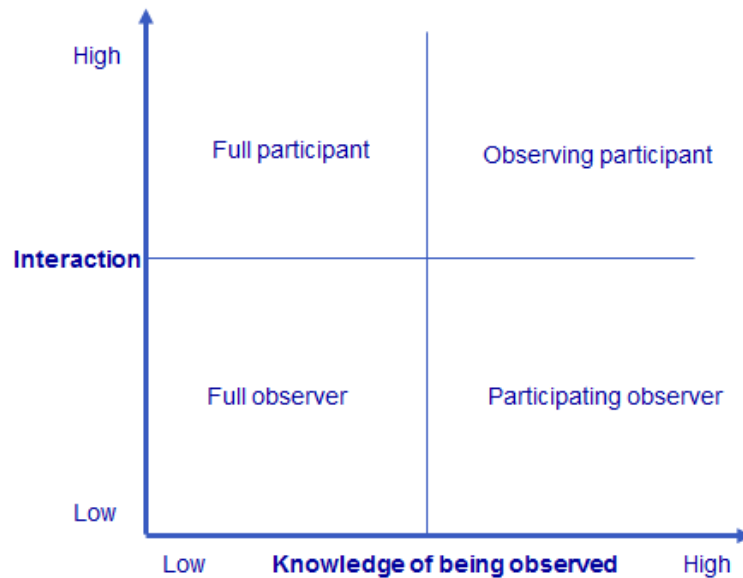 High
Full participant
Observing participant
Interaction
Full observer
Participating observer
Low
Low
Knowledge of being observed
High